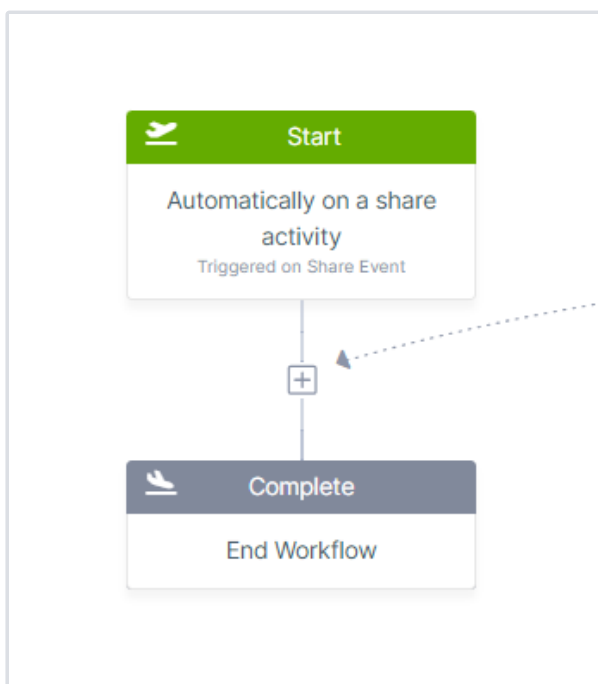 Start
Automatically on a share
activity
Triggered on Share Event
Complete
End Workflow